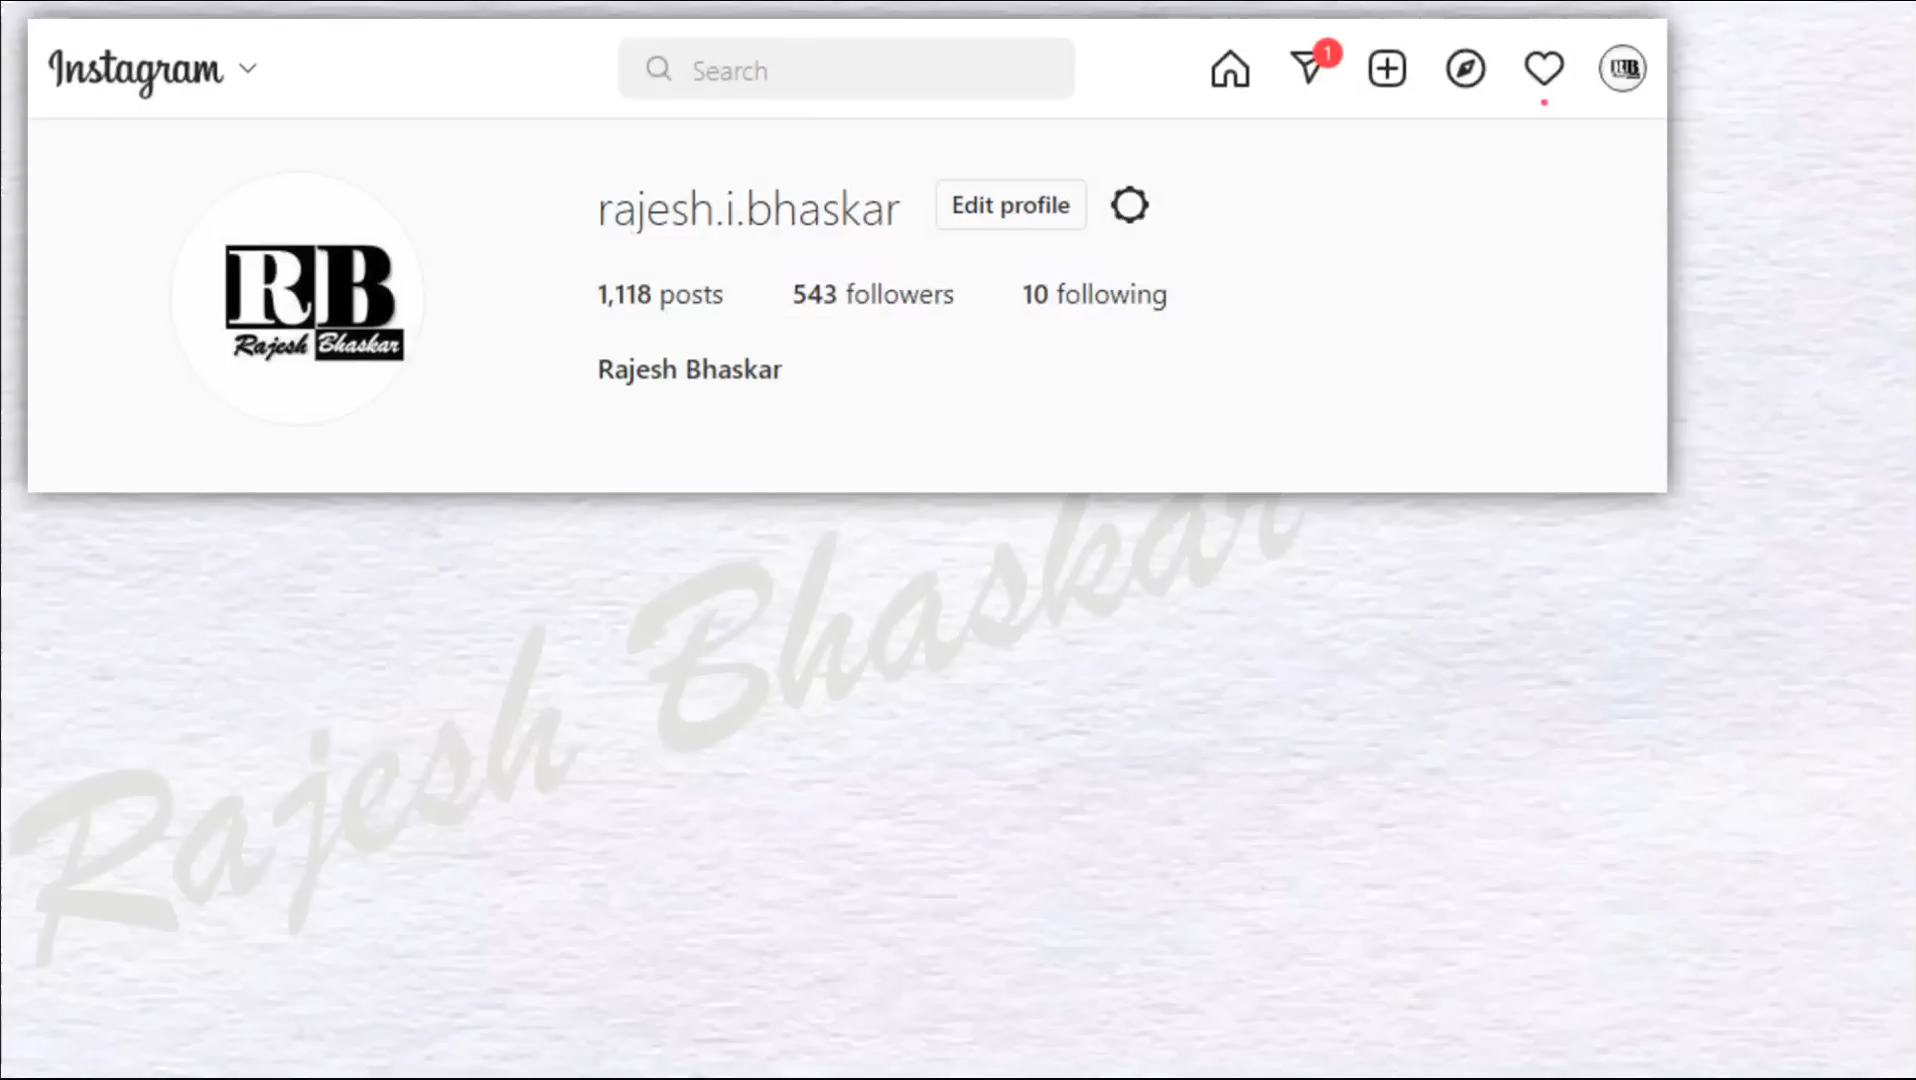 Instagram
Search
1
RB
rajesh.i.bhaskar
Edit profile
RB
Rajesh Bhaskar
1,118 posts
543 followers
10 following
Rajesh Bhaskar
Rajesh Bhaskar